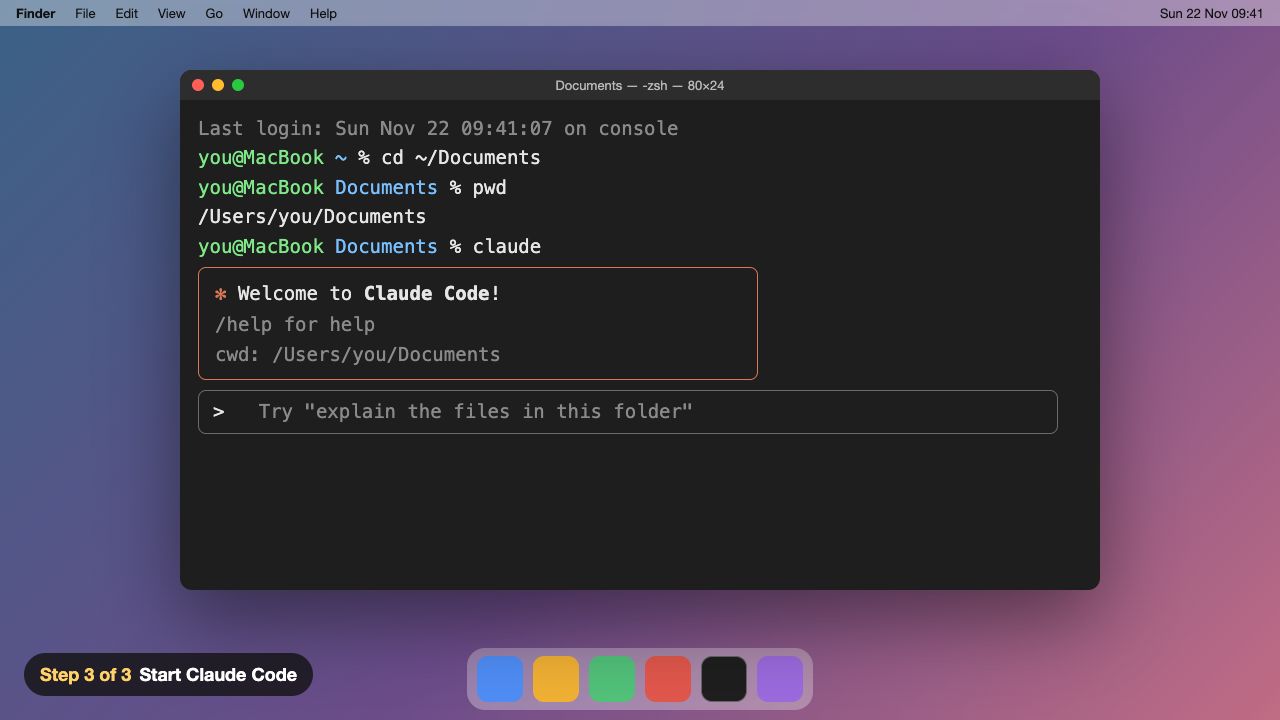 Finder File Edit View Go Window Help Sun 22 Nov 09:41
Documents — -zsh — 80×24
Last login: Sun Nov 22 09:41:07 on console
you@MacBook ~ % cd ~/Documents
you@MacBook Documents % pwd
/Users/you/Documents
you@MacBook Documents % claude
✻ Welcome to Claude Code!
/help for help
cwd: /Users/you/Documents
> Try "explain the files in this folder"
Step 3 of 3 Start Claude Code